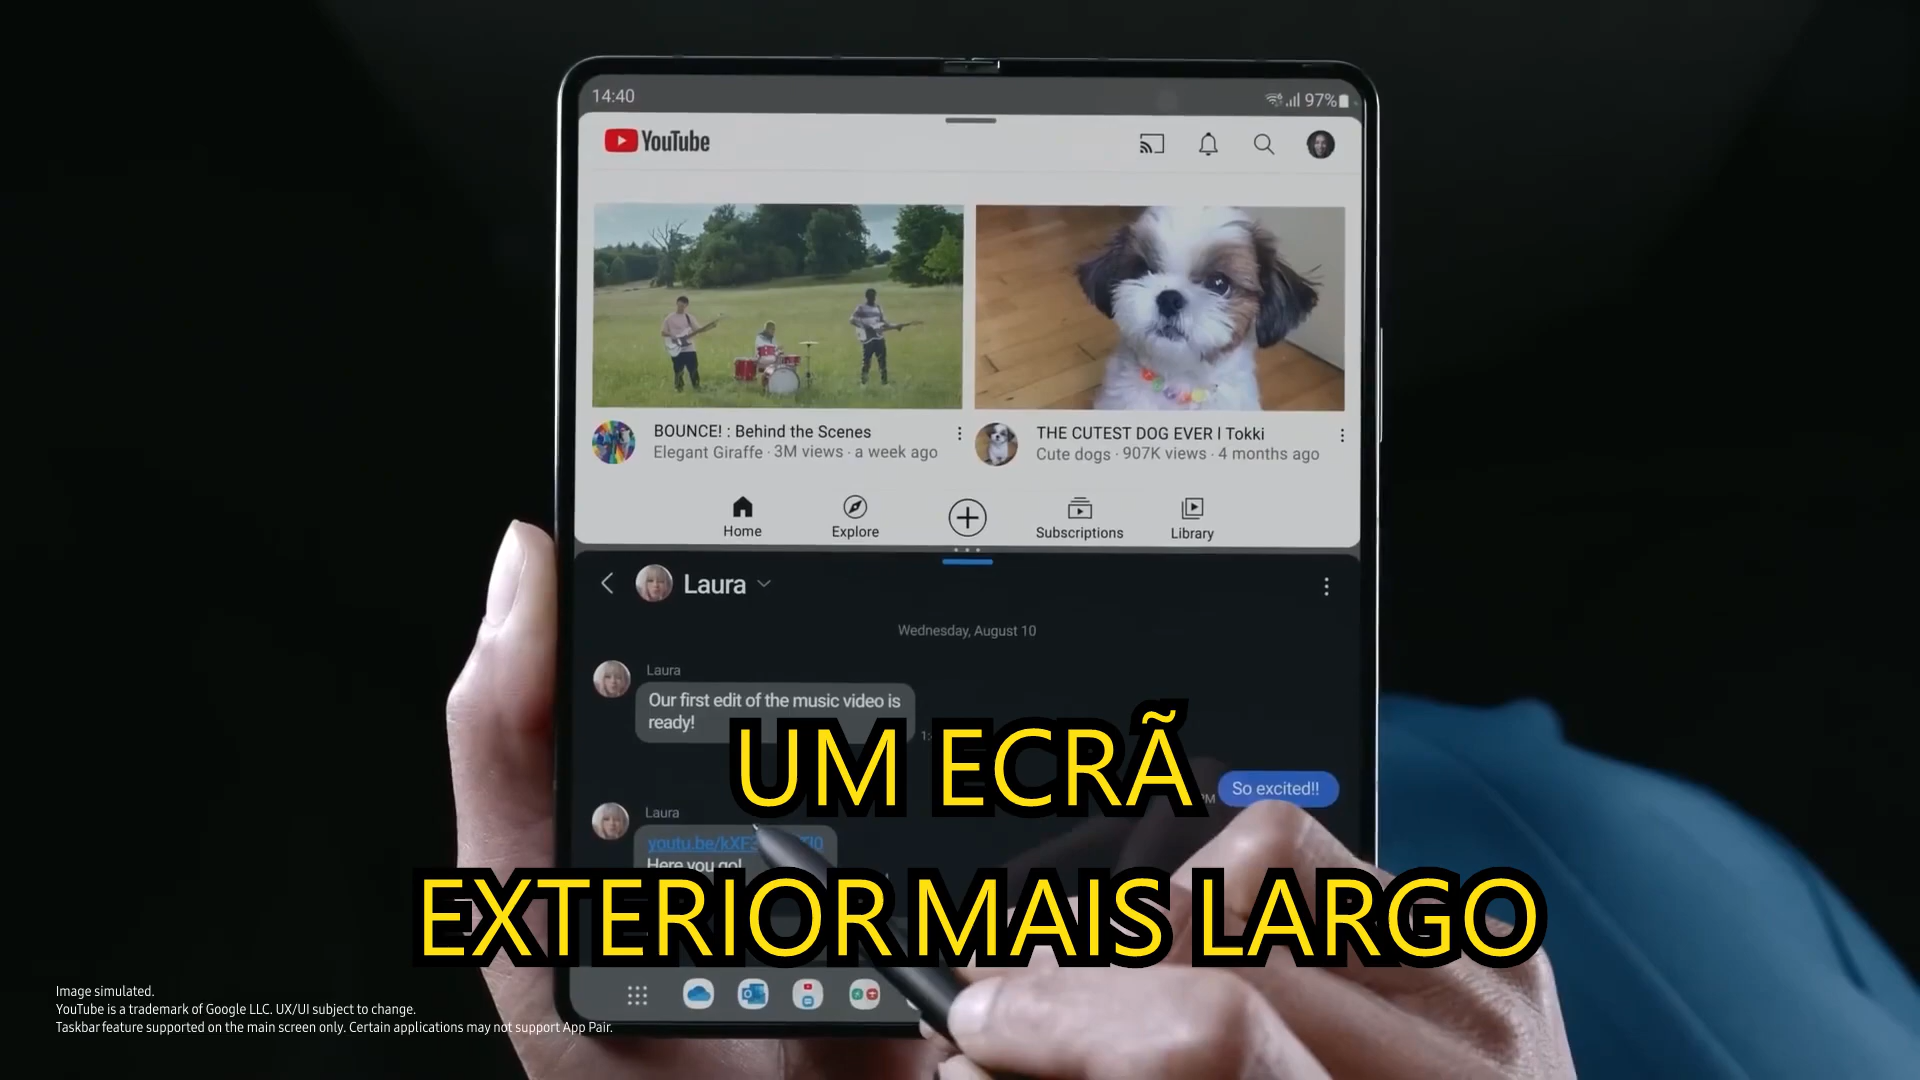 14:40
97%
YouTube
BOUNCE! : Behind the Scenes
Elegant Giraffe · 3M views · a week ago
THE CUTEST DOG EVER l Tokki
Cute dogs · 907K views · 4 months ago
Home
Explore
Subscriptions
Library
Laura
Wednesday, August 10
Laura
Our first edit of the music video is
ready!
So excited!!
Laura
Here you go!
UM ECRÃ
EXTERIOR MAIS LARGO
Image simulated.
YouTube is a trademark of Google LLC. UX/UI subject to change.
Taskbar feature supported on the main screen only. Certain applications may not support App Pair.